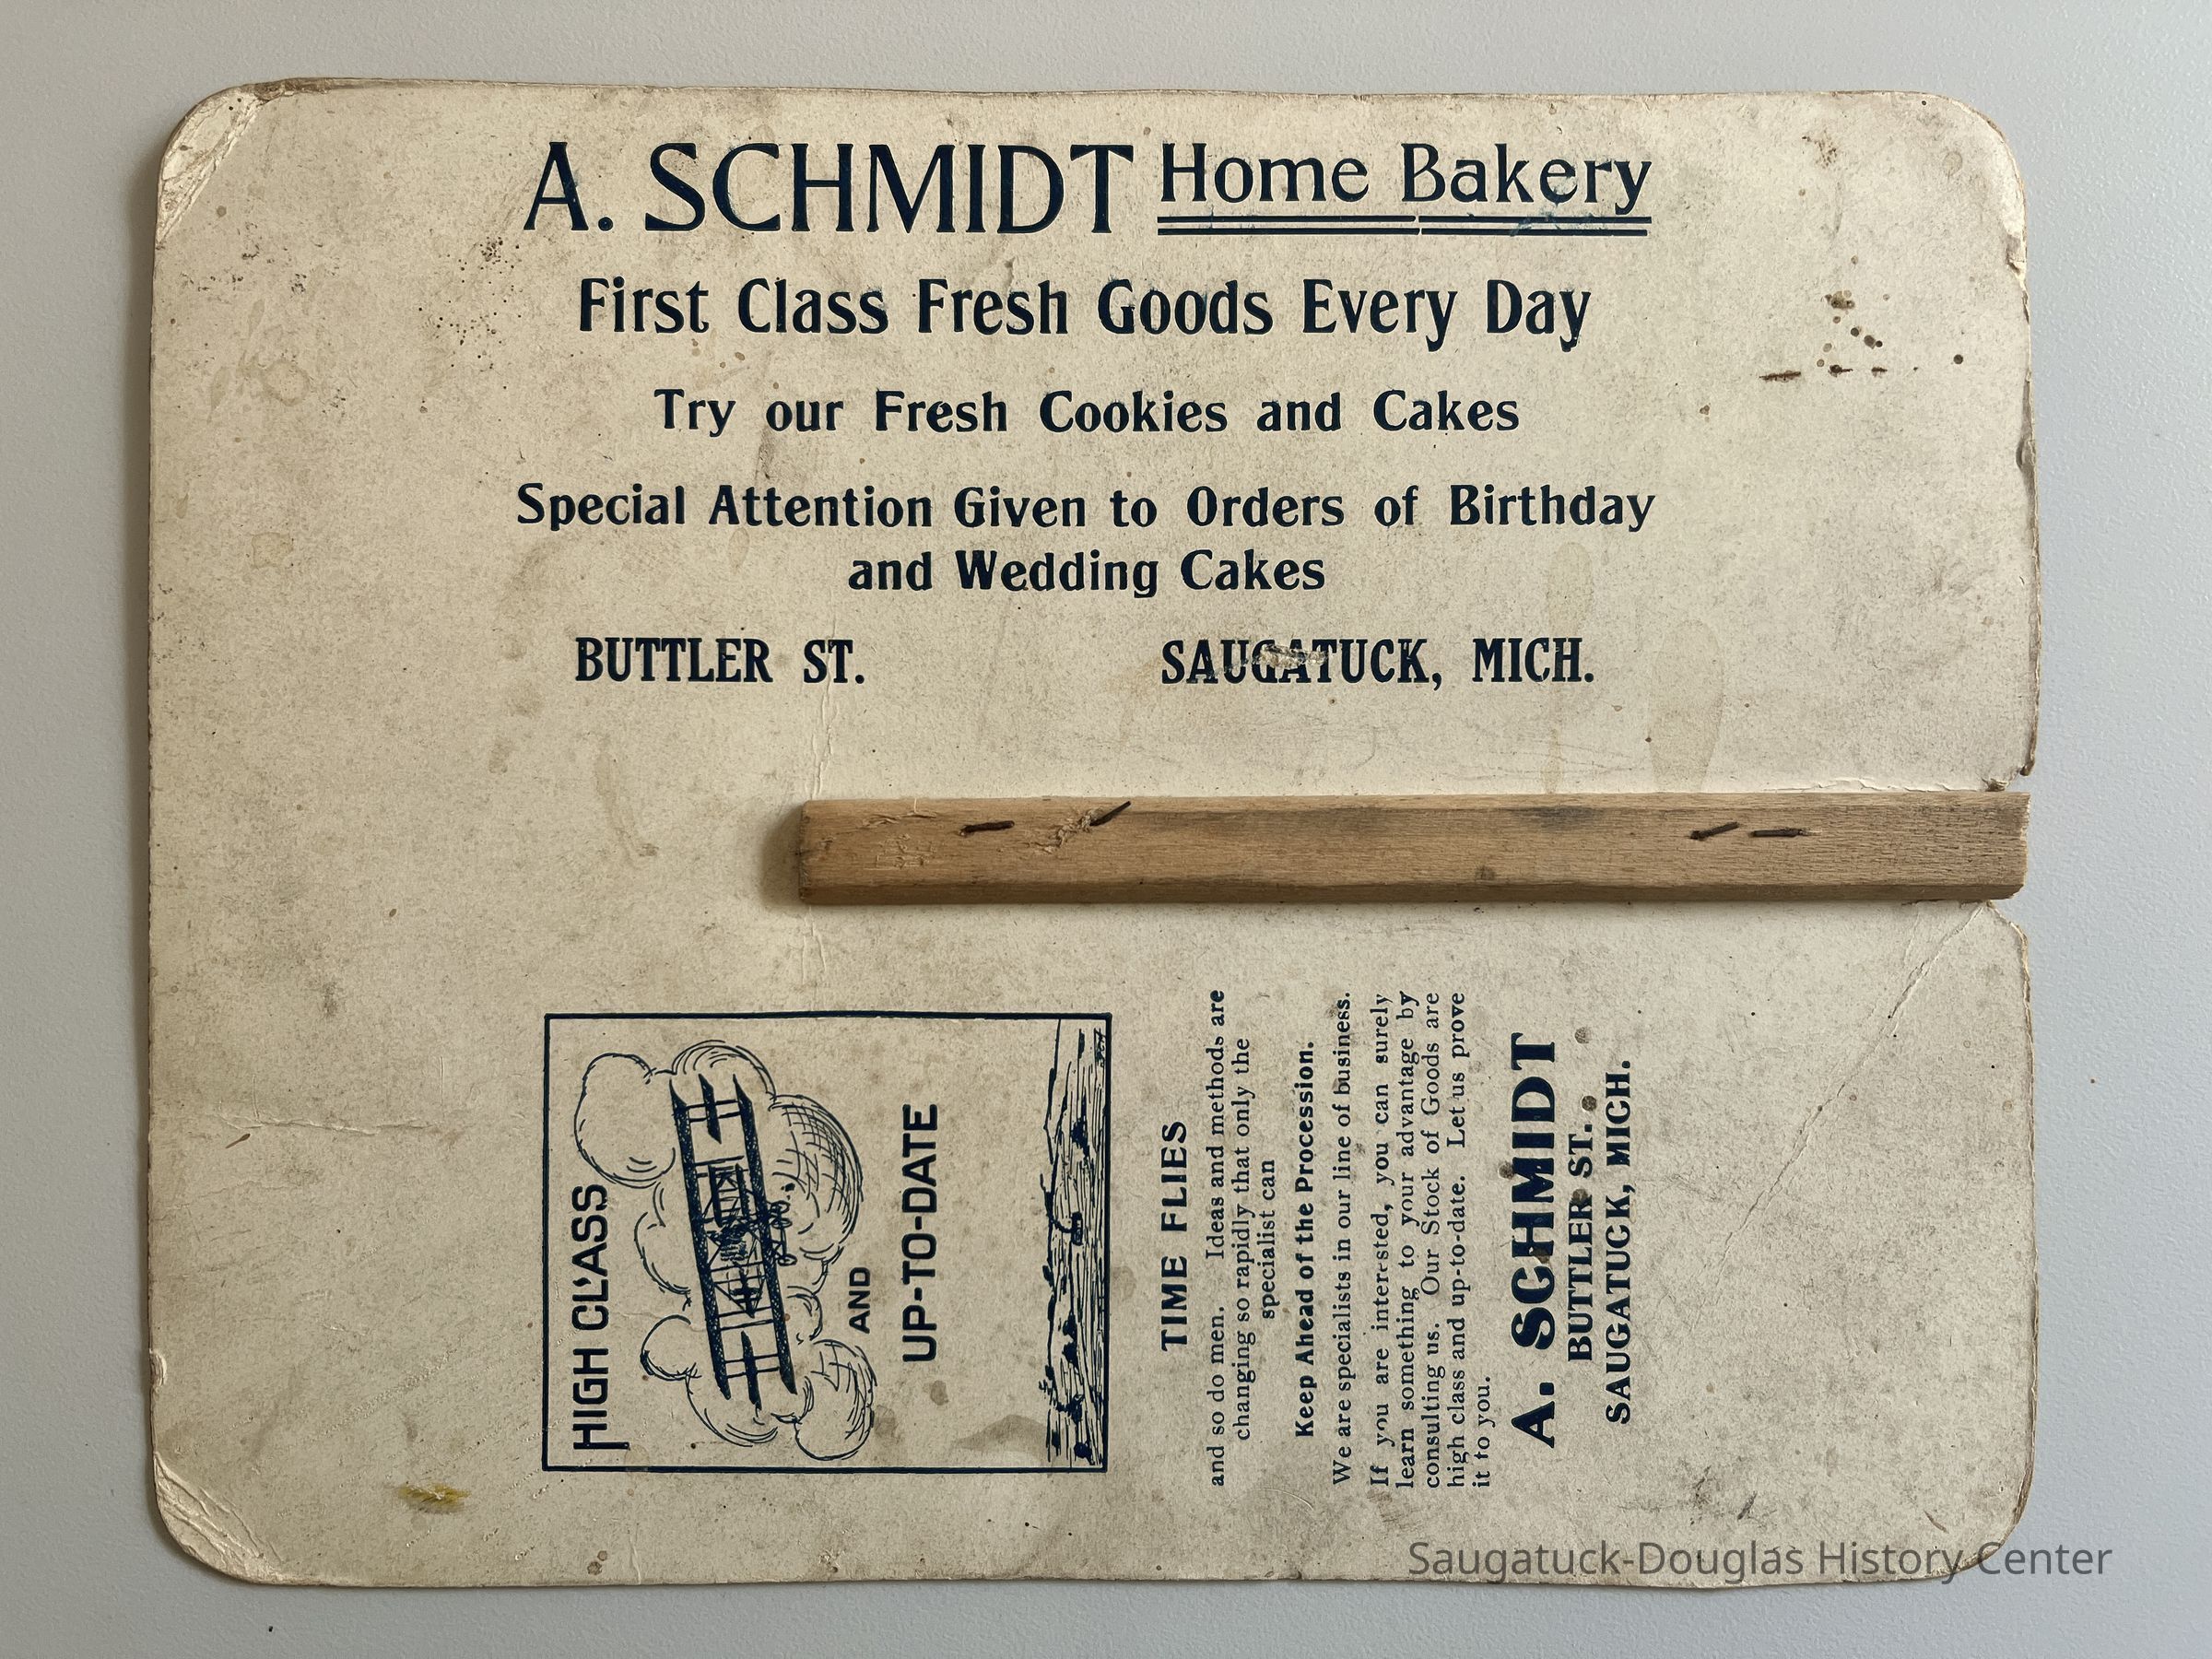 A. SCHMIDT Home Bakery
First Class Fresh Goods Every Day
Try our Fresh Cookies and Cakes
Special Attention Given to Orders of Birthday
and Wedding Cakes
BUTTLER ST. SAUGATUCK, MICH.
HIGH CLASS
AND
UP-TO-DATE
TIME FLIES
and so do men. Ideas and methods are
changing so rapidly that only the
specialist can
Keep Ahead of the Procession.
We are specialists in our line of business.
If you are interested, you can surely
learn something to your advantage by
consulting us. Our Stock of Goods are
high class and up-to-date. Let us prove
it to you.
A. SCHMIDT
BUTTLER ST.
SAUGATUCK, MICH.
Saugatuck-Douglas History Center